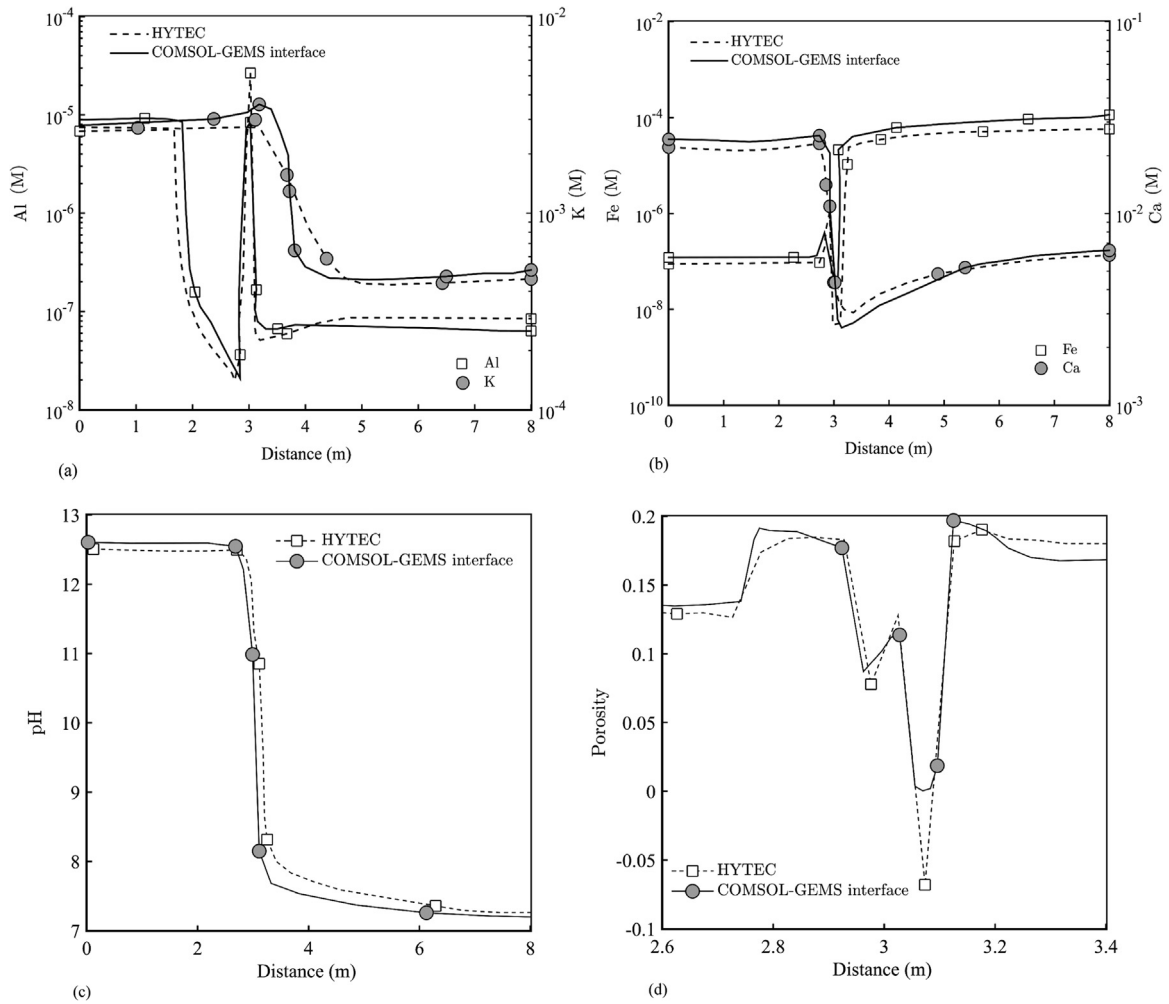 10⁻⁴
10⁻⁵
10⁻⁶
10⁻⁷
10⁻⁸
Al (M)
HYTEC
COMSOL-GEMS interface
Al
K
10⁻²
10⁻³
10⁻⁴
K (M)
0 1 2 3 4 5 6 7 8
Distance (m)
(a)
10⁻²
10⁻⁴
10⁻⁶
10⁻⁸
10⁻¹⁰
Fe (M)
HYTEC
COMSOL-GEMS interface
Fe
Ca
10⁻¹
10⁻²
10⁻³
Ca (M)
0 1 2 3 4 5 6 7 8
Distance (m)
(b)
13
12
11
10
9
8
7
pH
HYTEC
COMSOL-GEMS interface
0 2 4 6 8
Distance (m)
(c)
0.2
0.15
0.1
0.05
0
-0.05
-0.1
Porosity
HYTEC
COMSOL-GEMS interface
2.6 2.8 3 3.2 3.4
Distance (m)
(d)